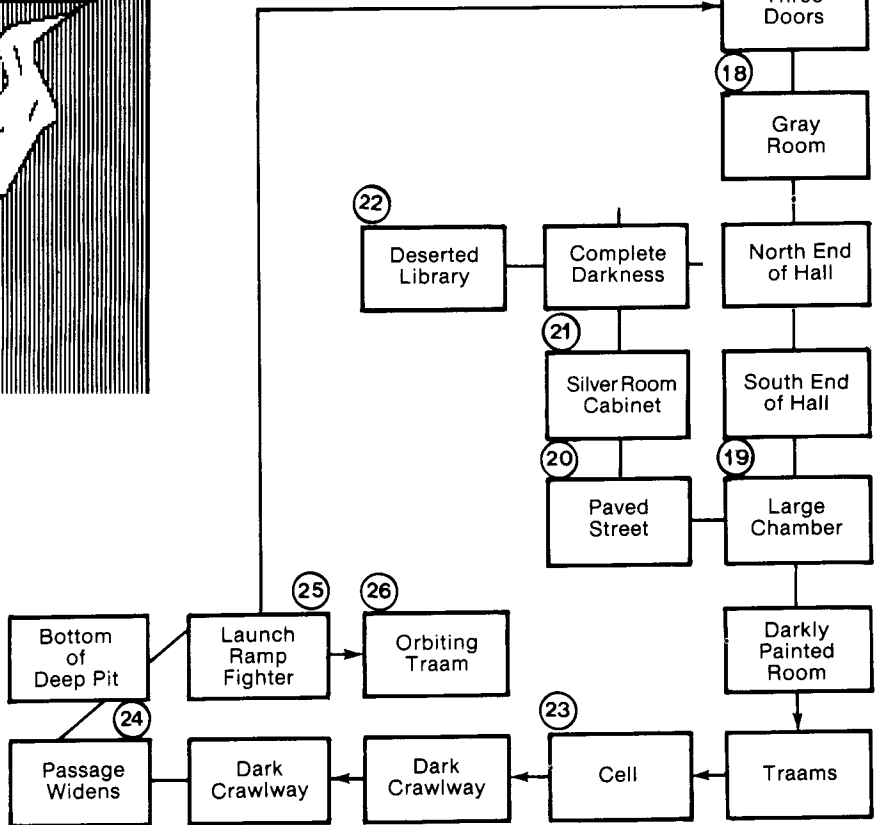 Doors
18
Gray
Room
22
Deserted
Library
Complete
Darkness
North End
of Hall
21
Silver Room
Cabinet
South End
of Hall
20
19
Paved
Street
Large
Chamber
25
26
Bottom
of
Deep Pit
Launch
Ramp
Fighter
Orbiting
Traam
Darkly
Painted
Room
24
23
Passage
Widens
Dark
Crawlway
Dark
Crawlway
Cell
Traams